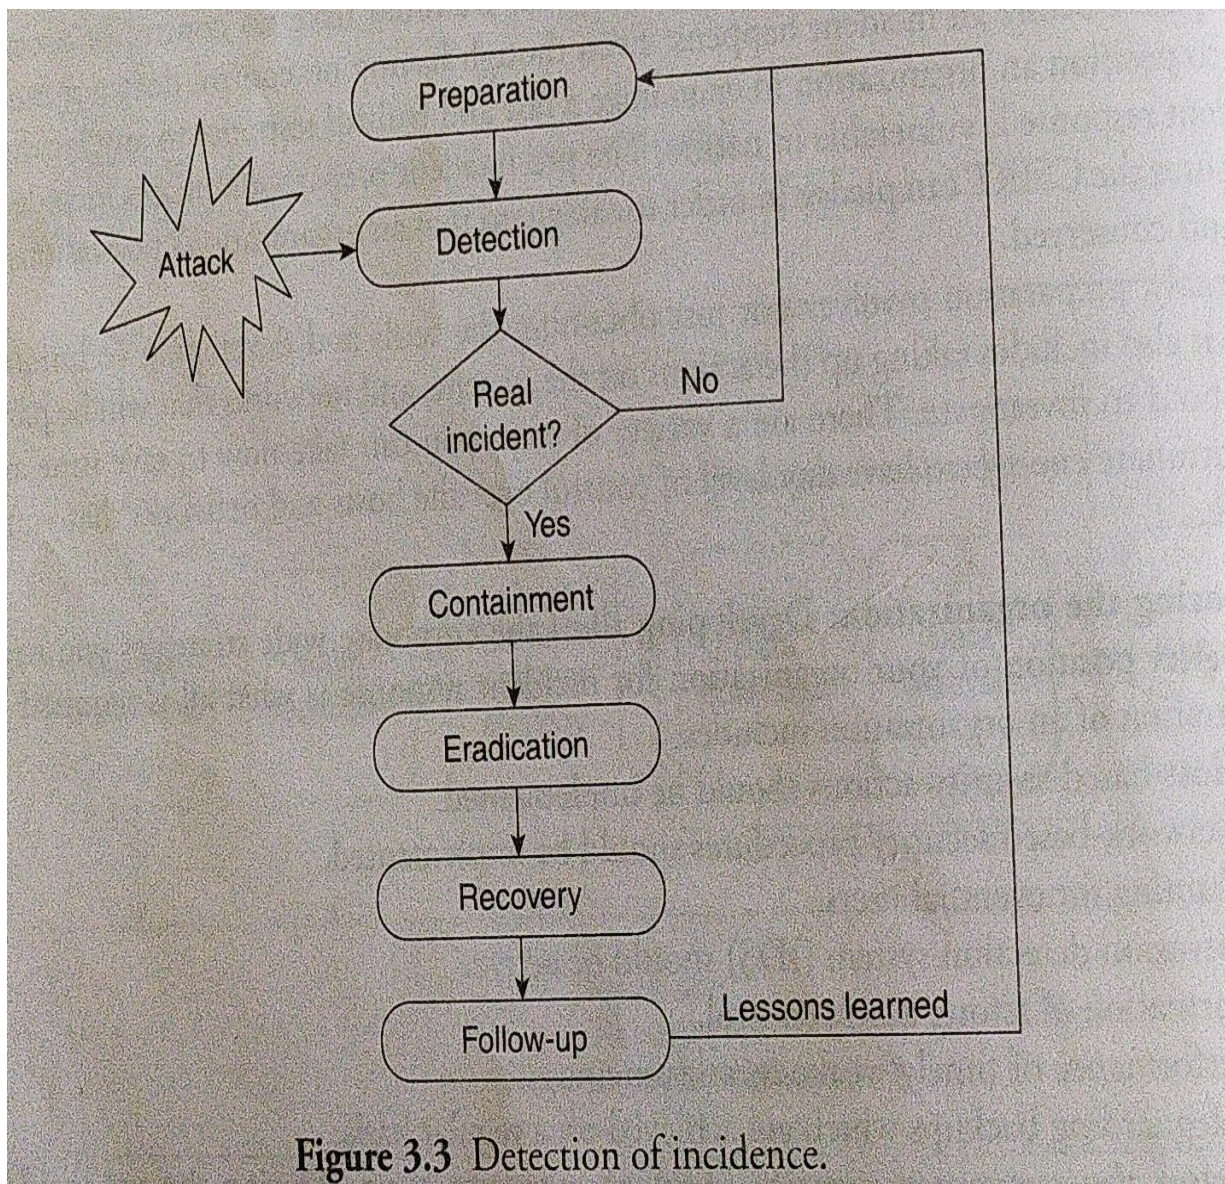 Preparation
Attack
Detection
Real
incident?
No
Yes
Containment
Eradication
Recovery
Follow-up
Lessons learned
Figure 3.3 Detection of incidence.